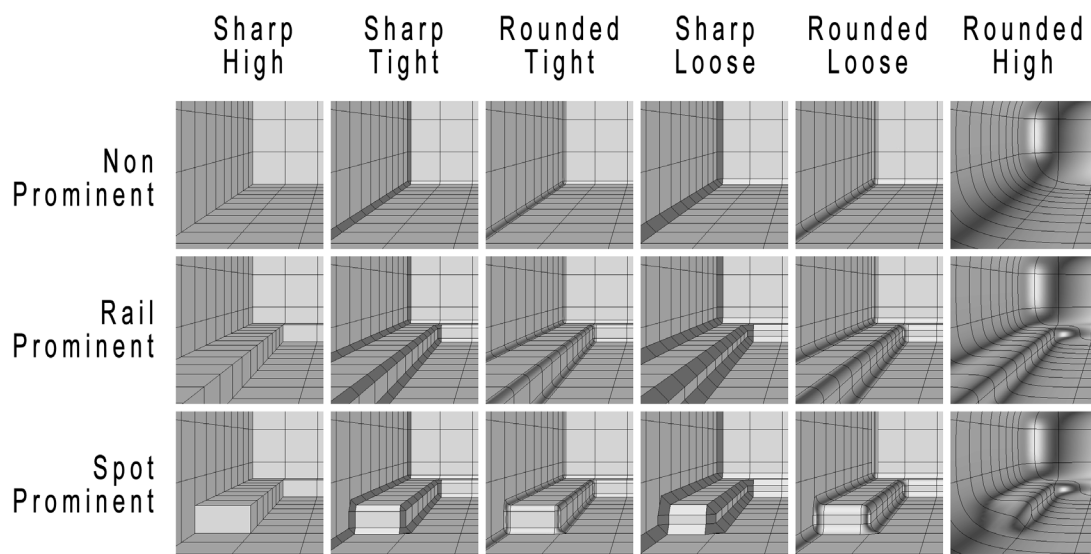 Sharp High
Sharp Tight
Rounded Tight
Sharp Loose
Rounded Loose
Rounded High
Non
Prominent
Rail
Prominent
Spot
Prominent